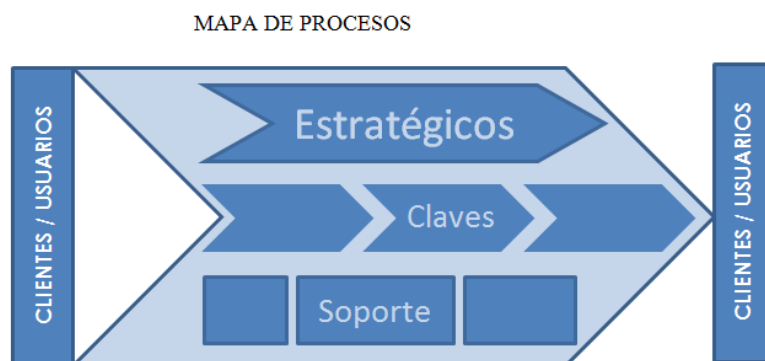 MAPA DE PROCESOS
CLIENTES / USUARIOS
Estratégicos
Claves
Soporte
CLIENTES / USUARIOS